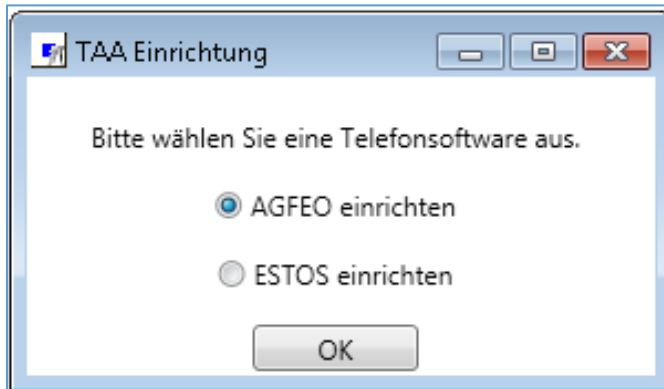 TAA Einrichtung
Bitte wählen Sie eine Telefonsoftware aus.
AGFEO einrichten
ESTOS einrichten
OK